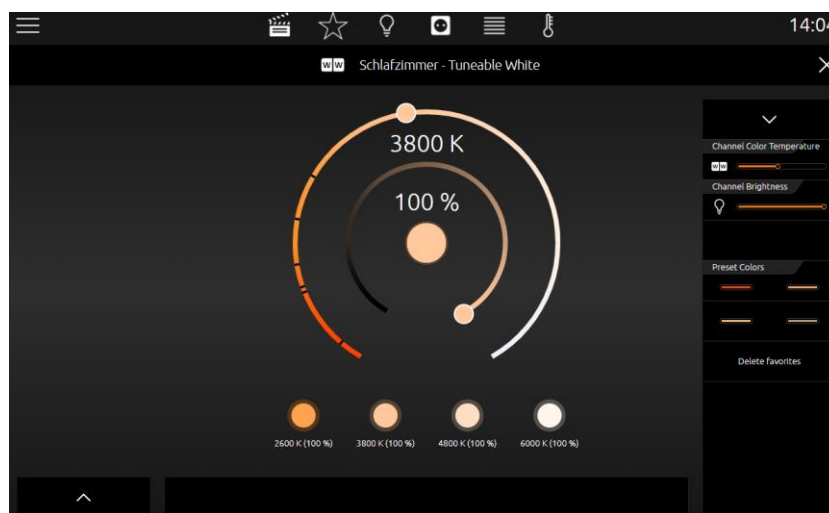 14:04
WW Schlafzimmer - Tuneable White
3800 K
100 %
2600 K (100 %) 3800 K (100 %) 4800 K (100 %) 6000 K (100 %)
Channel Color Temperature
WW
Channel Brightness
Preset Colors
Delete favorites